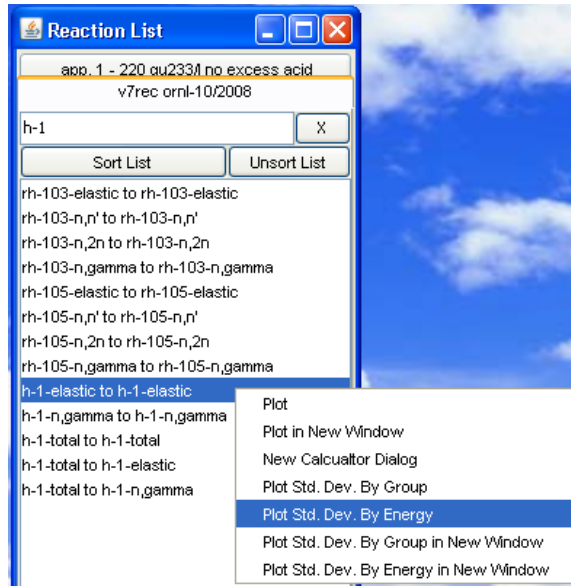 Reaction List
app. 1 - 220 gu233/l no excess acid
v7rec ornl-10/2008
h-1
X
Sort List
Unsort List
rh-103-elastic to rh-103-elastic
rh-103-n,n' to rh-103-n,n'
rh-103-n,2n to rh-103-n,2n
rh-103-n,gamma to rh-103-n,gamma
rh-105-elastic to rh-105-elastic
rh-105-n,n' to rh-105-n,n'
rh-105-n,2n to rh-105-n,2n
rh-105-n,gamma to rh-105-n,gamma
h-1-elastic to h-1-elastic
h-1-n,gamma to h-1-n,gamma
h-1-total to h-1-total
h-1-total to h-1-elastic
h-1-total to h-1-n,gamma
Plot
Plot in New Window
New Calcualtor Dialog
Plot Std. Dev. By Group
Plot Std. Dev. By Energy
Plot Std. Dev. By Group in New Window
Plot Std. Dev. By Energy in New Window